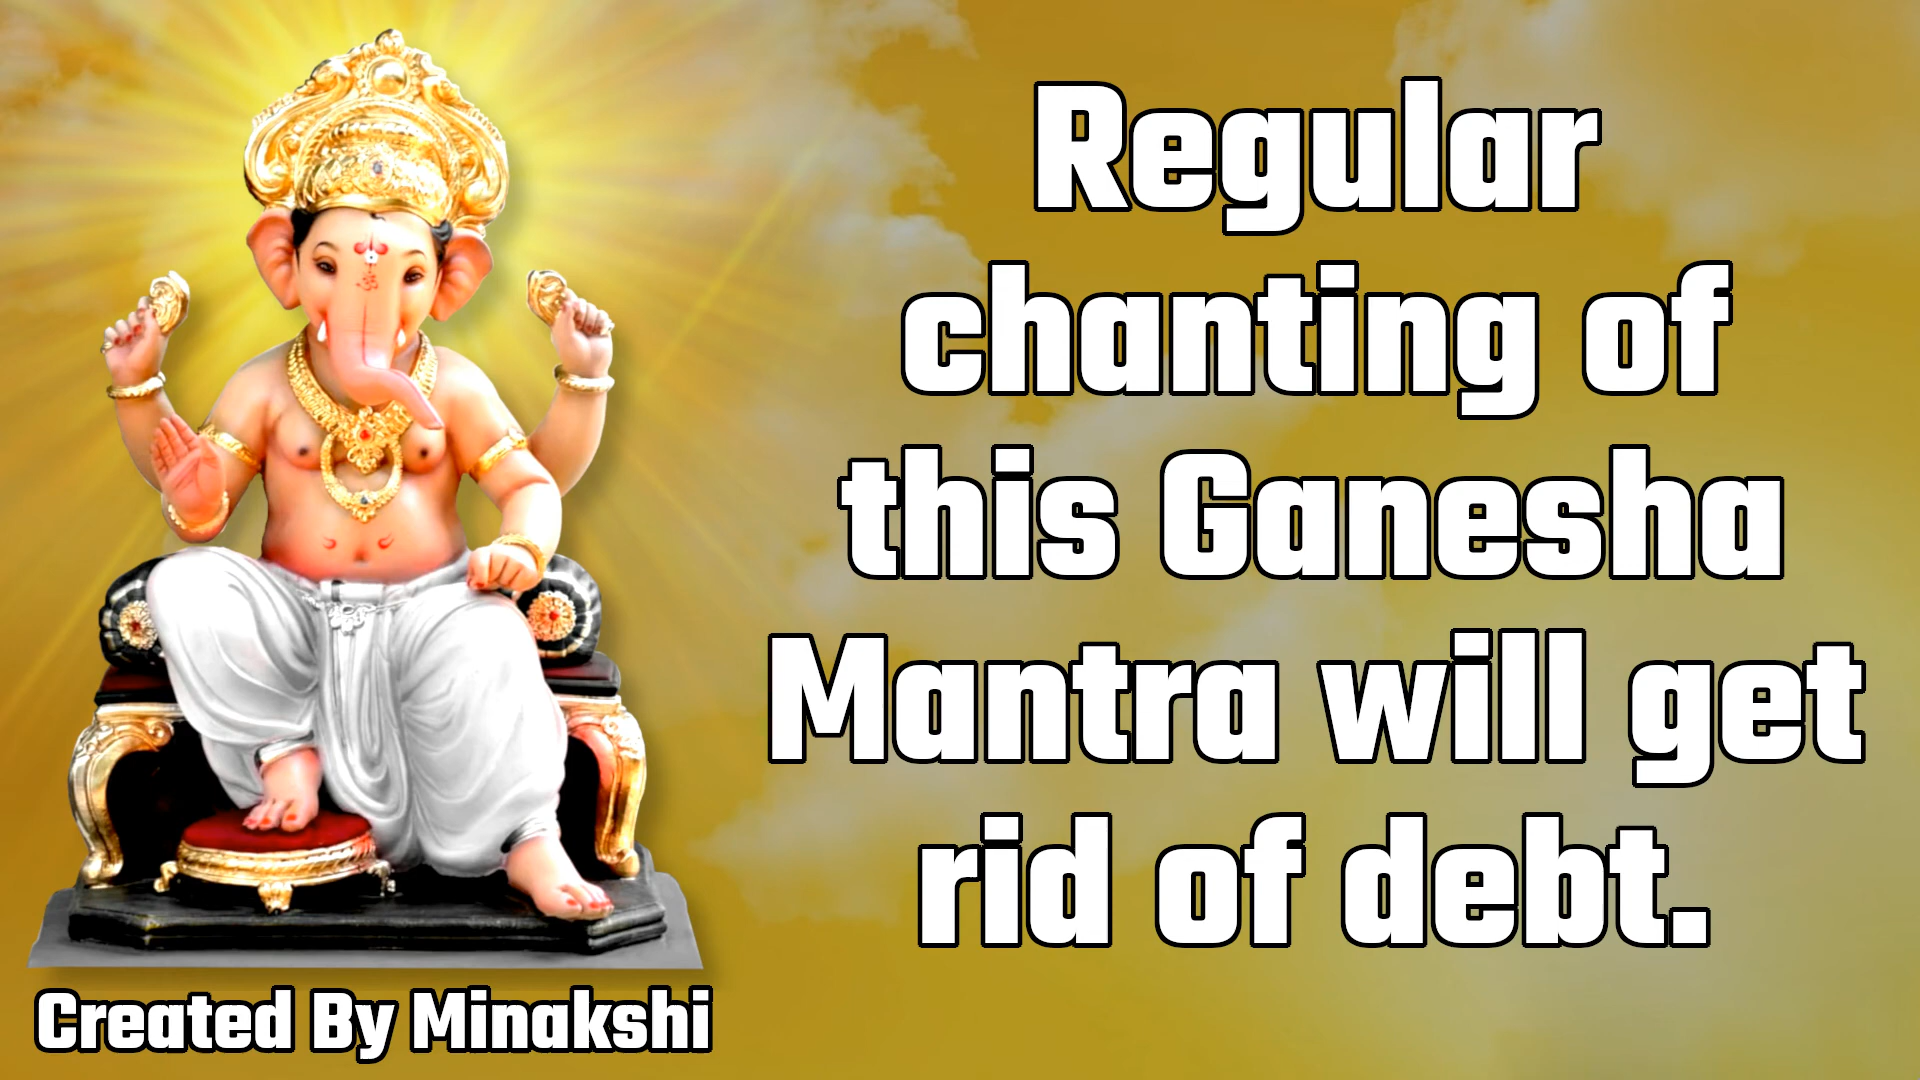 Regular
chanting of
this Ganesha
Mantra will get
rid of debt.
Created By Minakshi